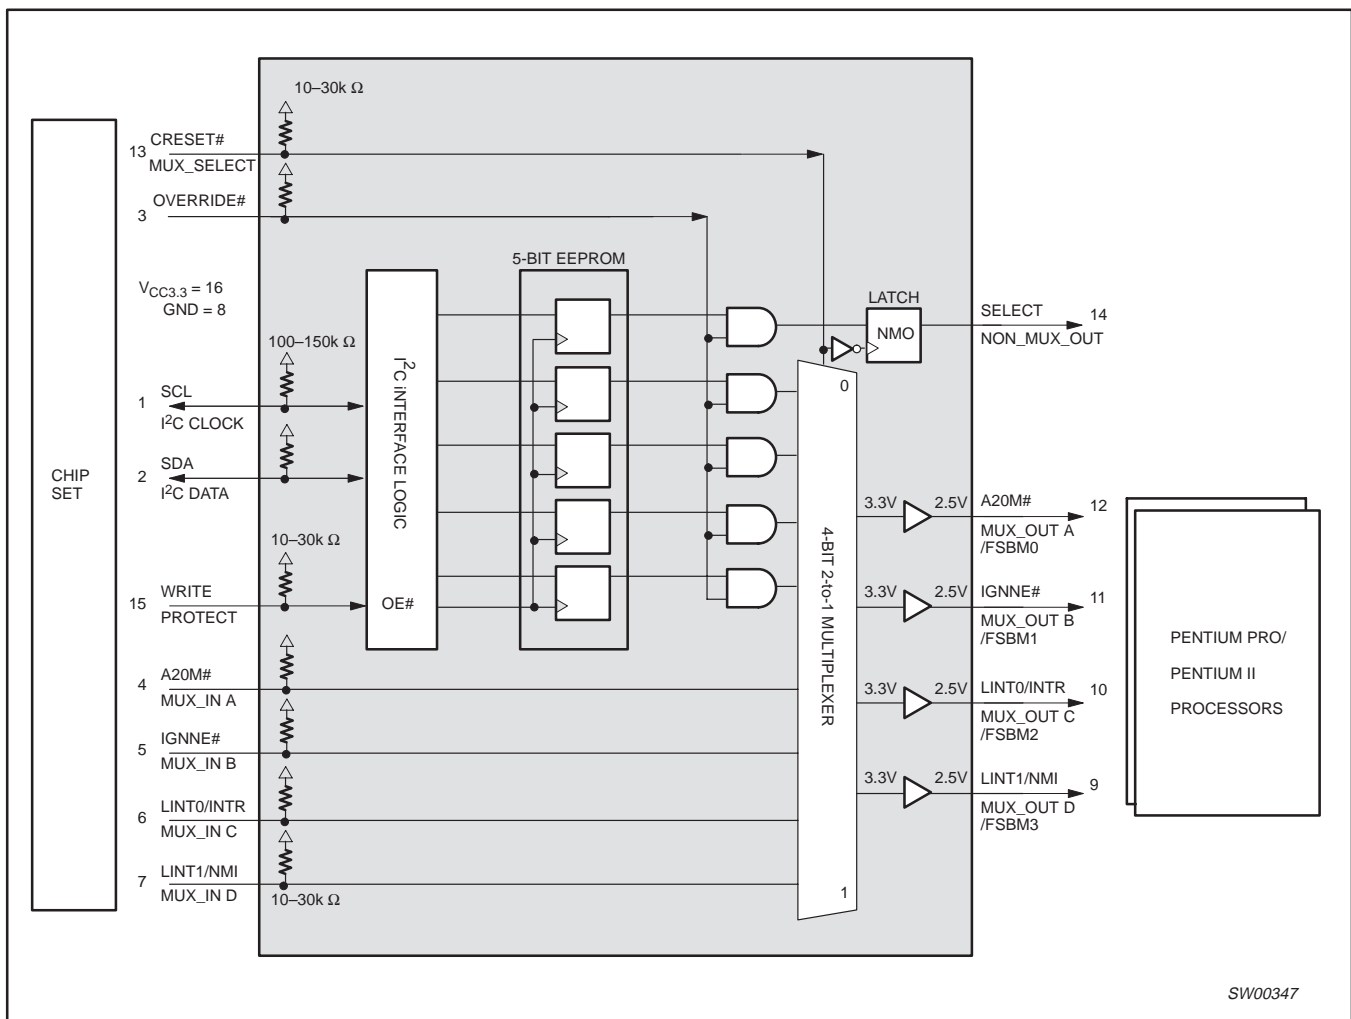 10–30k Ω
CRESET#
13
MUX_SELECT
OVERRIDE#
3
5-BIT EEPROM
VCC3.3 = 16
GND = 8
LATCH
SELECT
14
NMO
NON_MUX_OUT
100–150k Ω
I2C iNTERFACE LOGIC
0
SCL
1
I2C CLOCK
SDA
2
I2C DATA
CHIP
SET
4-BIT 2-to-1 MULTIPLEXER
3.3V
2.5V
A20M#
12
MUX_OUT A
/FSBM0
10–30k Ω
WRITE
15
PROTECT
OE#
3.3V
2.5V
IGNNE#
11
MUX_OUT B
/FSBM1
PENTIUM PRO/
PENTIUM II
PROCESSORS
A20M#
4
MUX_IN A
3.3V
2.5V
LINT0/INTR
10
MUX_OUT C
/FSBM2
IGNNE#
5
MUX_IN B
3.3V
2.5V
LINT1/NMI
9
MUX_OUT D
/FSBM3
LINT0/INTR
6
MUX_IN C
LINT1/NMI
7
MUX_IN D
10–30k Ω
1
SW00347